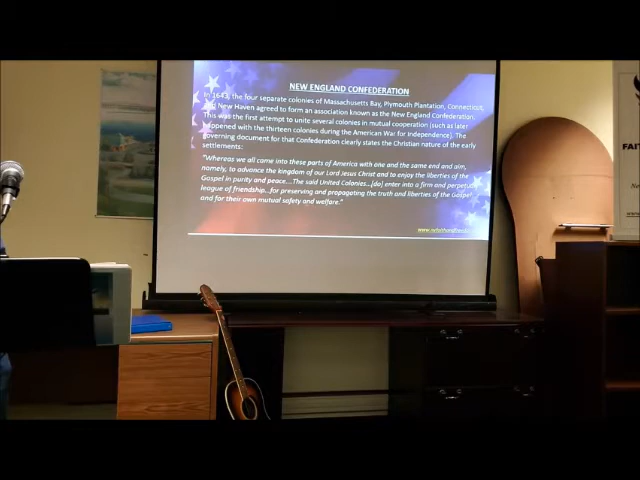 NEW ENGLAND CONFEDERATION
In 1643, the four separate colonies of Massachusetts Bay, Plymouth Plantation, Connecticut,
and New Haven agreed to form an association known as the New England Confederation.
This was the first attempt to unite several colonies in mutual cooperation (such as later
happened with the thirteen colonies during the American War for Independence). The
governing document for that Confederation clearly states the Christian nature of the early
settlements:
"Whereas we all came into these parts of America with one and the same end and aim,
namely, to advance the kingdom of our Lord Jesus Christ and to enjoy the liberties of the
Gospel in purity and peace,...The said United Colonies...[do] enter into a firm and perpetual
league of friendship...for preserving and propagating the truth and liberties of the Gospel
and for their own mutual safety and welfare."
FAIT